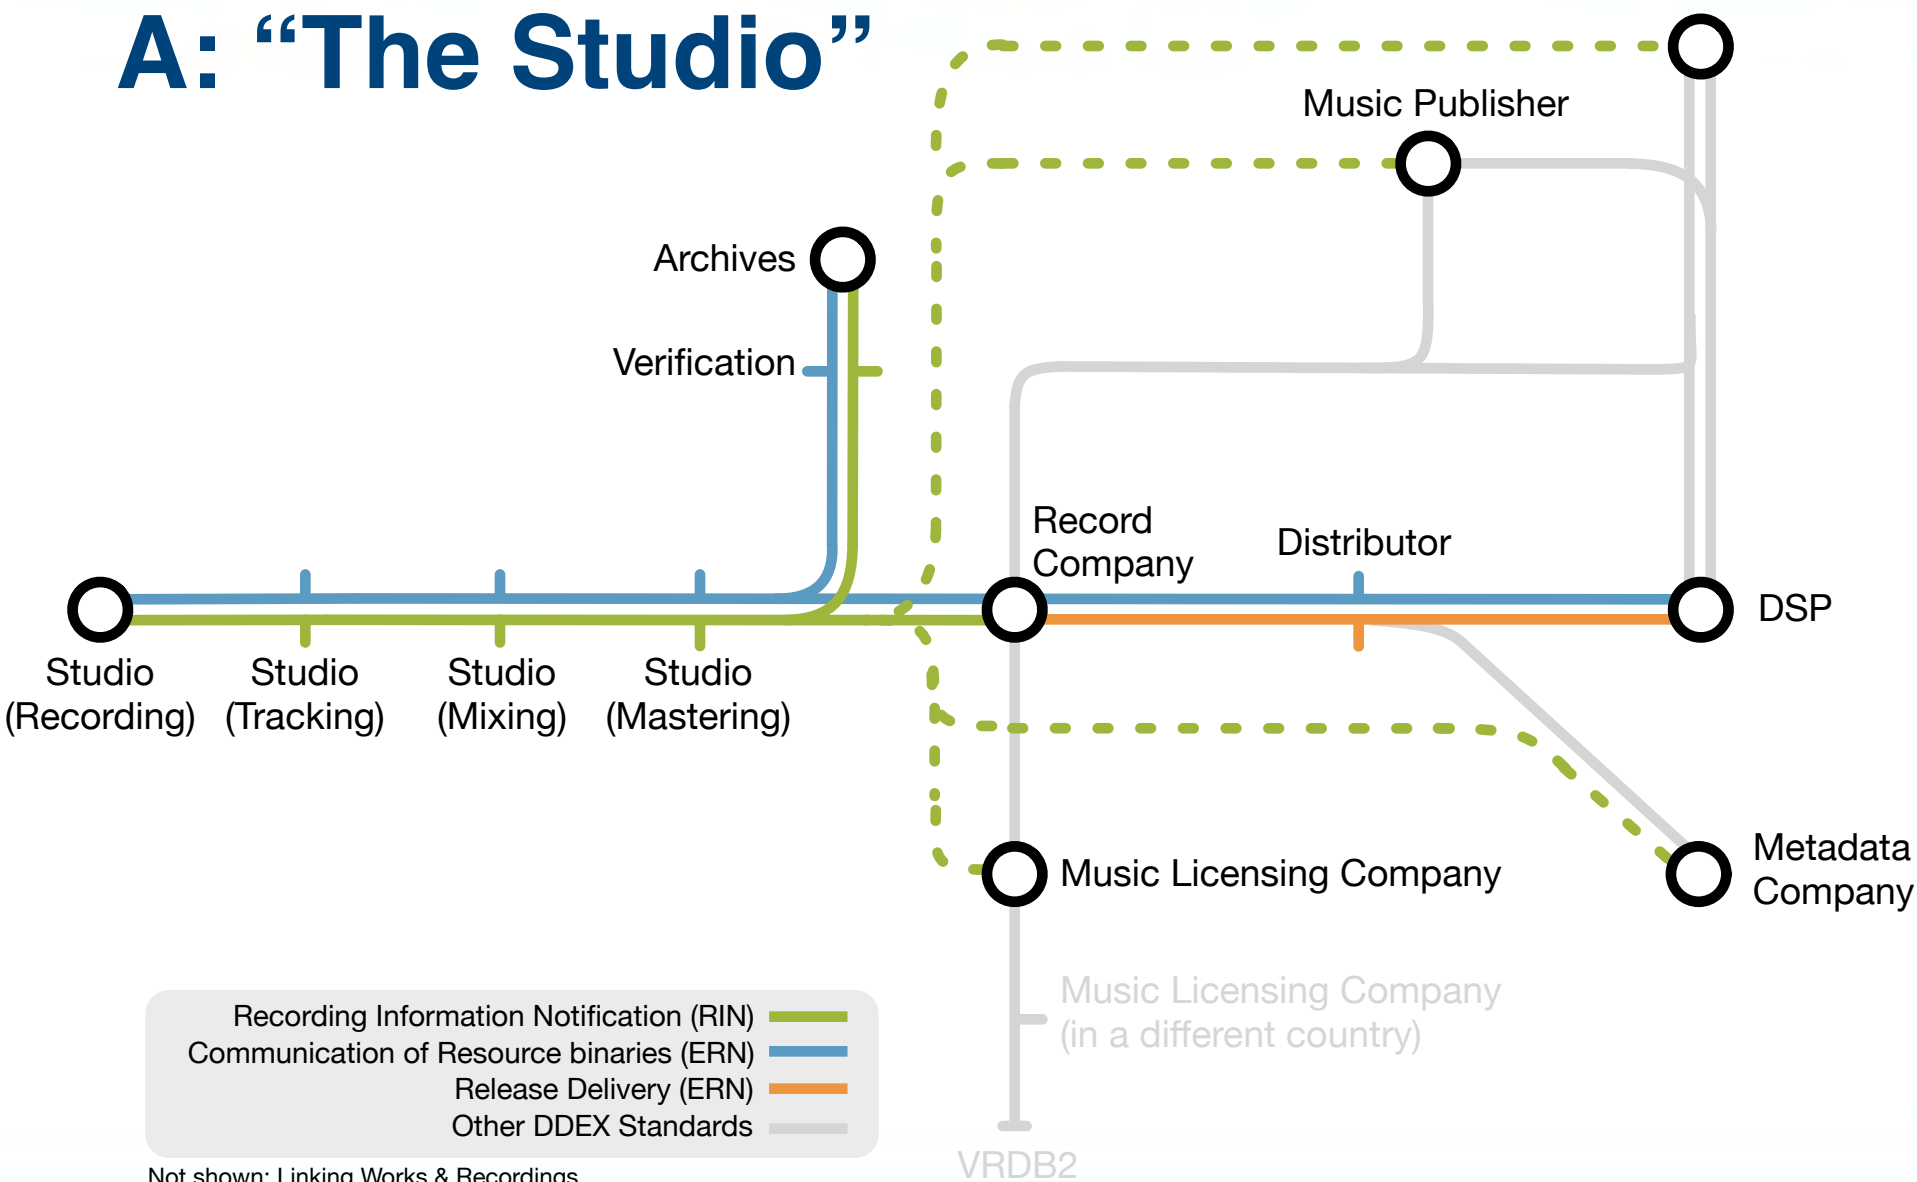 A: “The Studio”
Music Publisher
Archives
Verification
Record
Company
Distributor
DSP
Studio
(Recording)
Studio
(Tracking)
Studio
(Mixing)
Studio
(Mastering)
Music Licensing Company
Metadata
Company
Music Licensing Company
(in a different country)
VRDB2
Recording Information Notification (RIN)
Communication of Resource binaries (ERN)
Release Delivery (ERN)
Other DDEX Standards
Not shown: Linking Works & Recordings